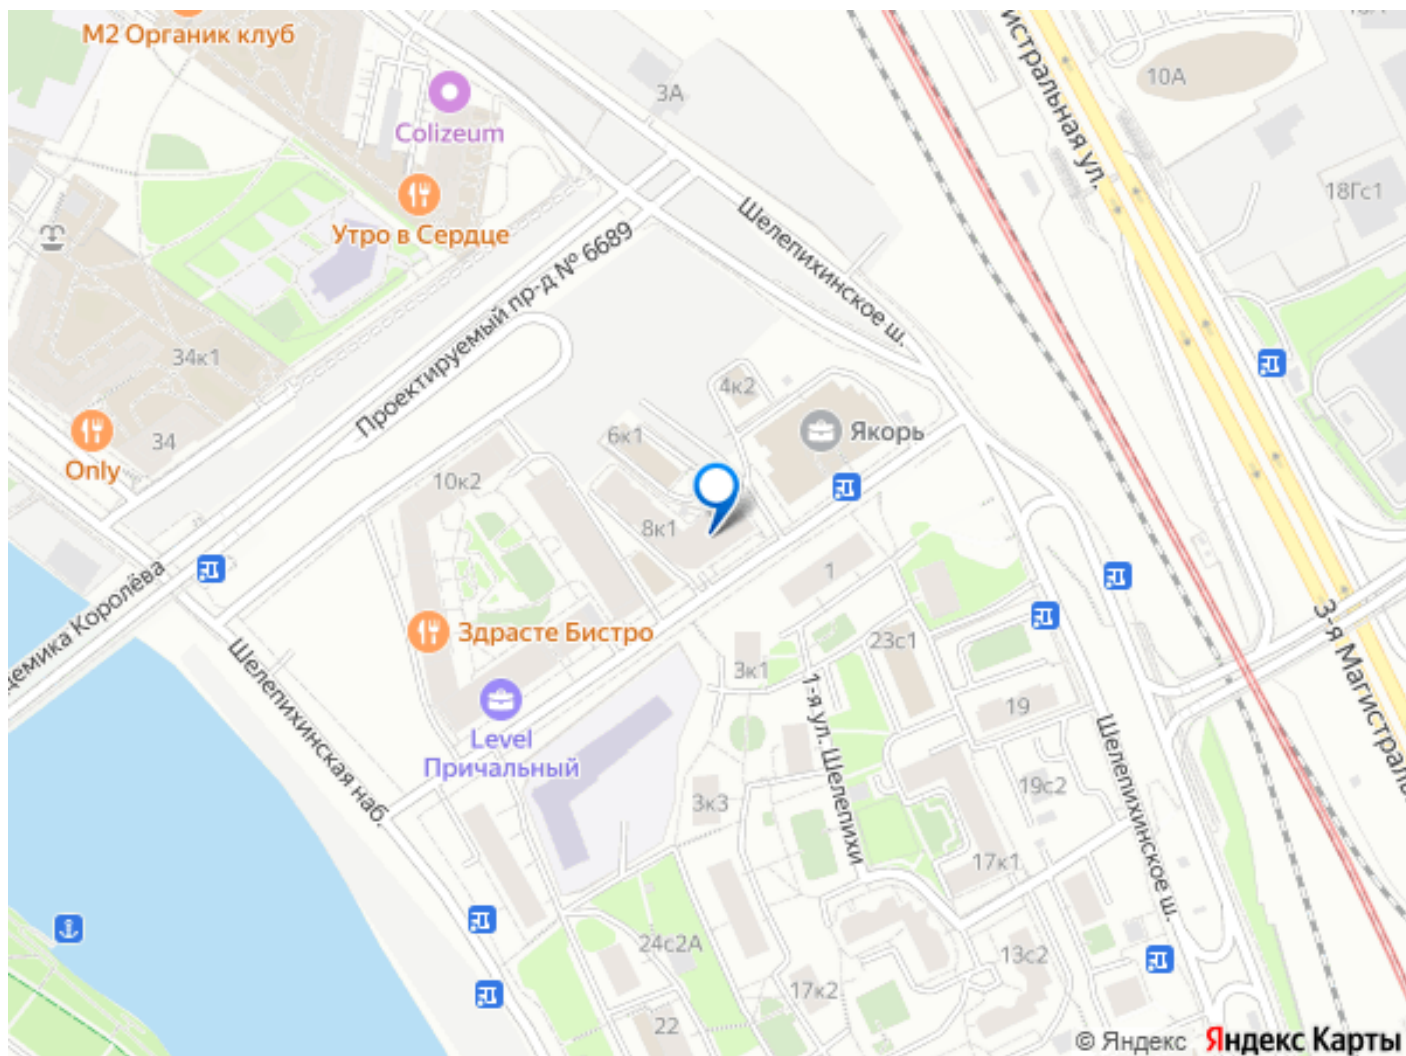 М2 Органик клуб
Colizeum
3А
10А
истральная ул.
18Гс1
Утро в Сердце
Шелепихинское ш.
Проектируемый пр-д № 6689
34к1
34
Only
4к2
6к1
Якорь
10к2
8к1
1
демика Королёва
Здрасте Бистро
3к1
23с1
3-я Магистраль
Шелепихинская наб.
Level
Причальный
1-я ул. Шелепихи
19
Шелепихинское ш.
19с2
3к3
17к1
24с2А
13с2
17к2
22
© Яндекс Яндекс Карты